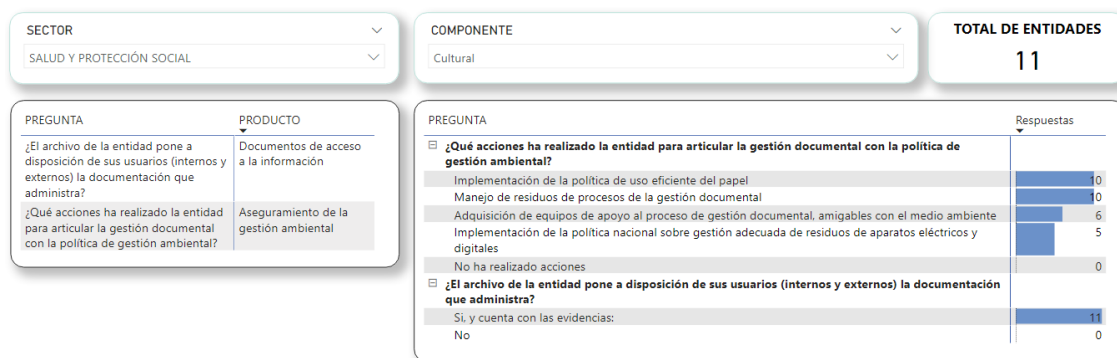 SECTOR
SALUD Y PROTECCIÓN SOCIAL
COMPONENTE
Cultural
TOTAL DE ENTIDADES
11
PREGUNTA PRODUCTO
¿El archivo de la entidad pone a
disposición de sus usuarios (internos y
externos) la documentación que
administra?
Documentos de acceso
a la información
¿Qué acciones ha realizado la entidad
para articular la gestión documental
con la política de gestión ambiental?
Aseguramiento de la
gestión ambiental
PREGUNTA Respuestas
¿Qué acciones ha realizado la entidad para articular la gestión documental con la política de
gestión ambiental?
Implementación de la política de uso eficiente del papel 10
Manejo de residuos de procesos de la gestión documental 10
Adquisición de equipos de apoyo al proceso de gestión documental, amigables con el medio ambiente 6
Implementación de la política nacional sobre gestión adecuada de residuos de aparatos eléctricos y 5
digitales
No ha realizado acciones 0
¿El archivo de la entidad pone a disposición de sus usuarios (internos y externos) la documentación
que administra?
Si, y cuenta con las evidencias: 11
No 0